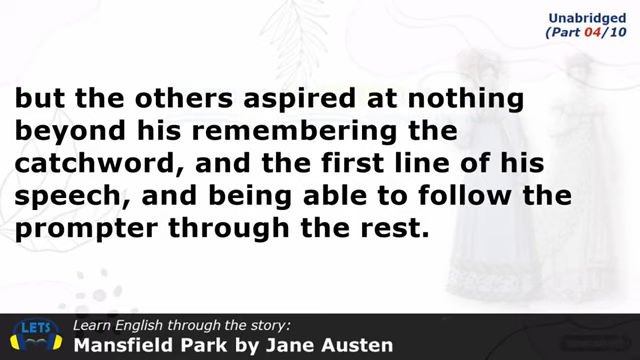 Unabridged
(Part 04/10
but the others aspired at nothing
beyond his remembering the
catchword, and the first line of his
speech, and being able to follow the
prompter through the rest.
LETS
Learn English through the story:
Mansfield Park by Jane Austen